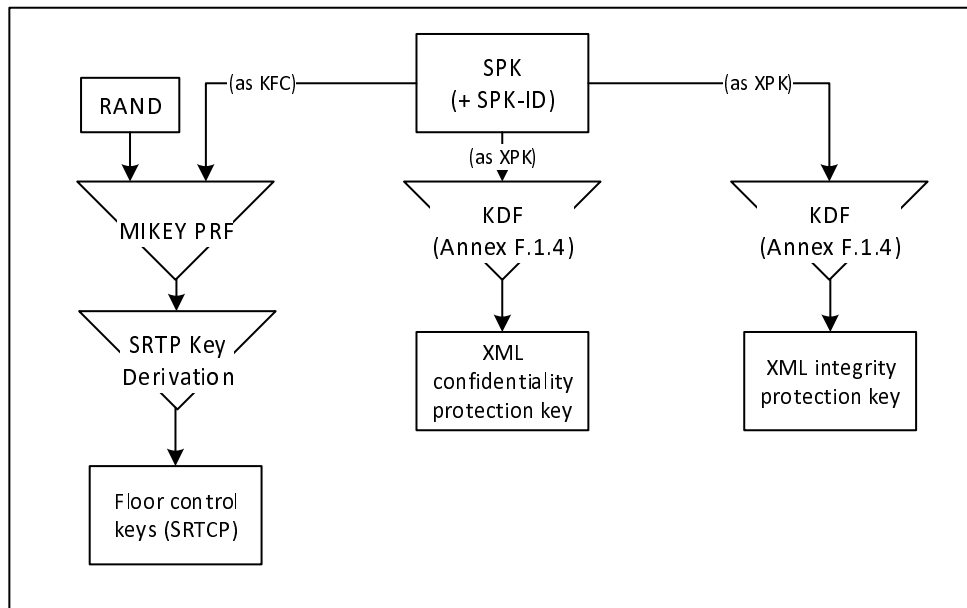 SPK
(+ SPK-ID)
(as KFC)
(as XPK)
RAND
(as XPK)
MIKEY PRF
KDF
(Annex F.1.4)
KDF
(Annex F.1.4)
SRTP Key
Derivation
XML
confidentiality
protection key
XML integrity
protection key
Floor control
keys (SRTCP)